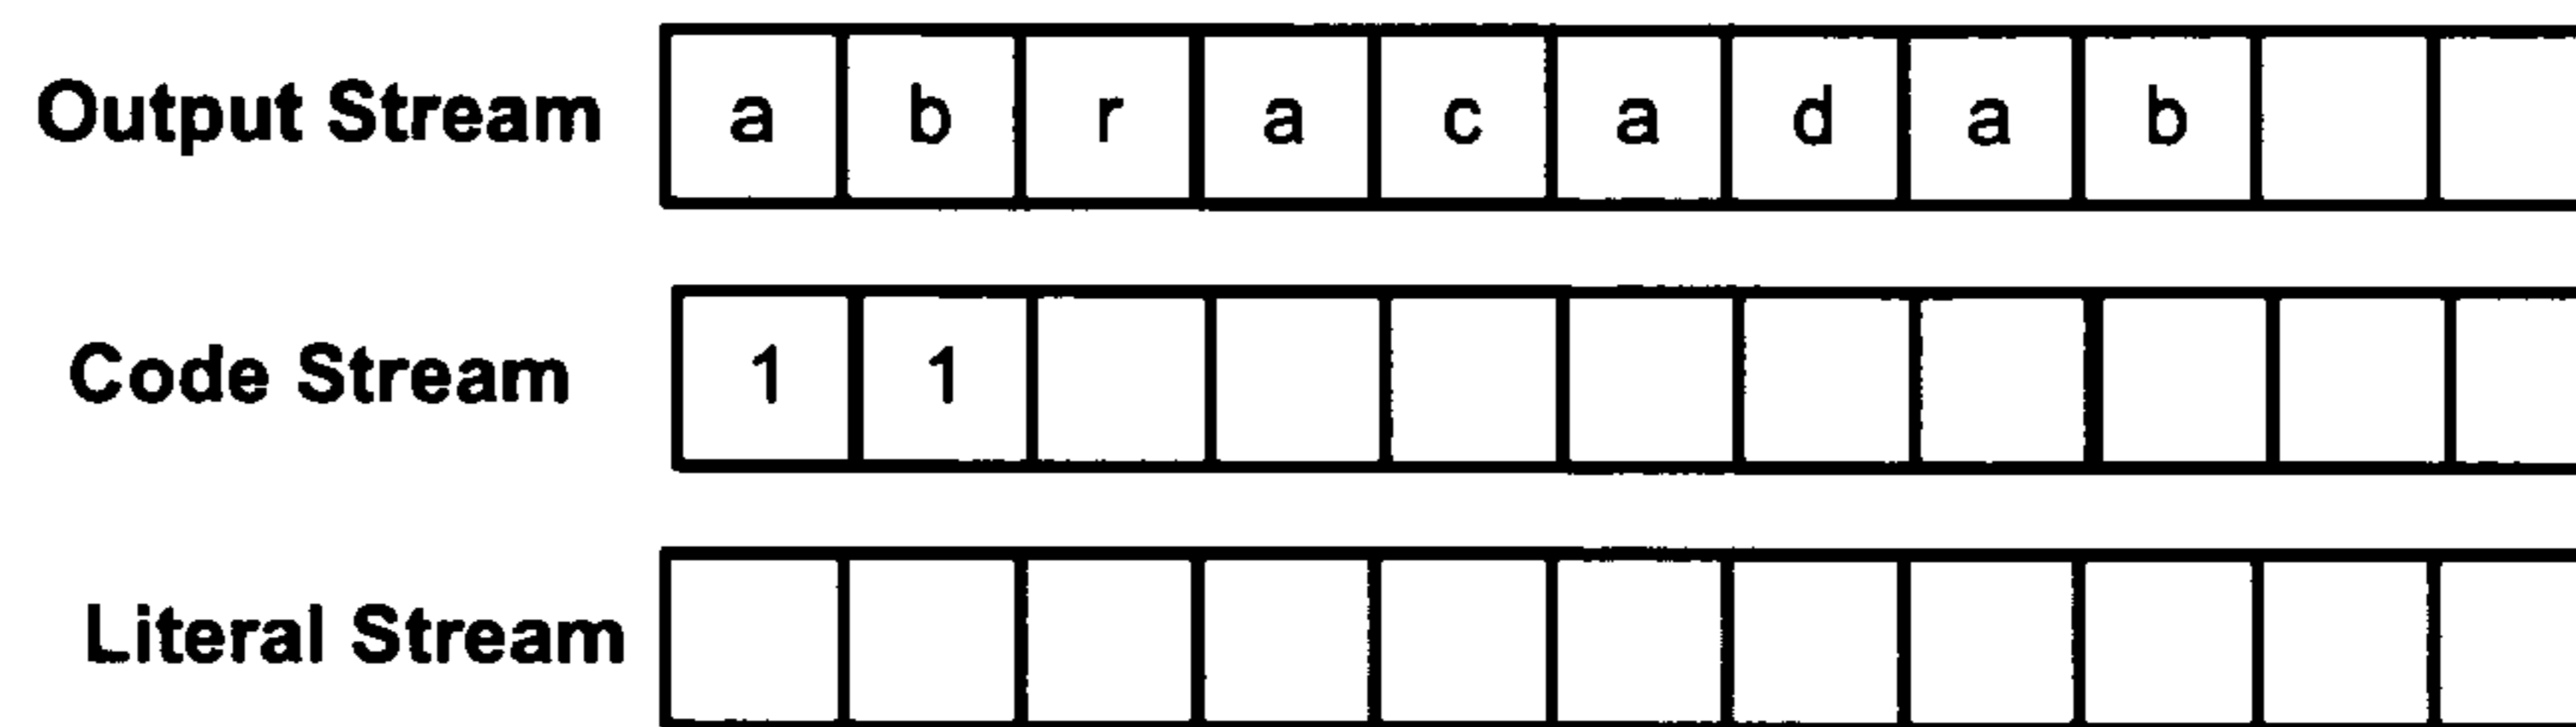 Output Stream a b r a c a d a b
Code Stream 1 1
Literal Stream